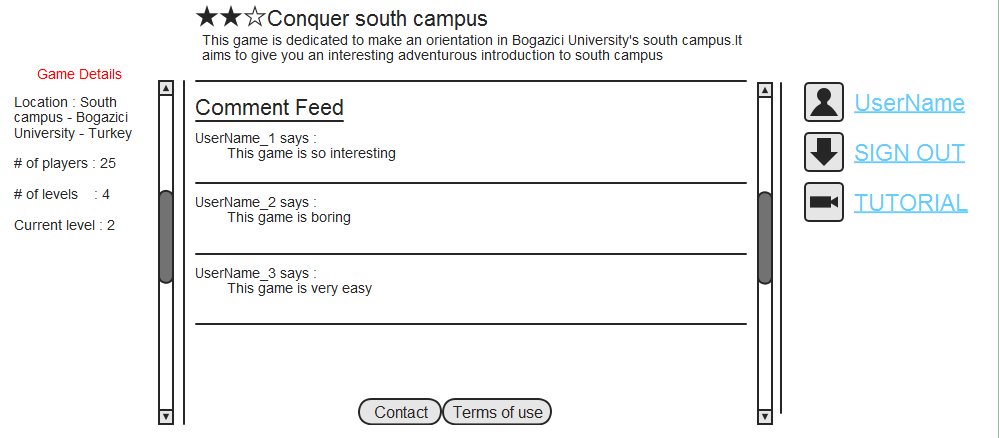 Conquer south campus
This game is dedicated to make an orientation in Bogazici University's south campus.It
aims to give you an interesting adventurous introduction to south campus
Game Details
Location : South
campus - Bogazici
University - Turkey
# of players : 25
# of levels : 4
Current level : 2
Comment Feed
UserName_1 says :
This game is so interesting
UserName_2 says :
This game is boring
UserName_3 says :
This game is very easy
Contact
Terms of use
UserName
SIGN OUT
TUTORIAL